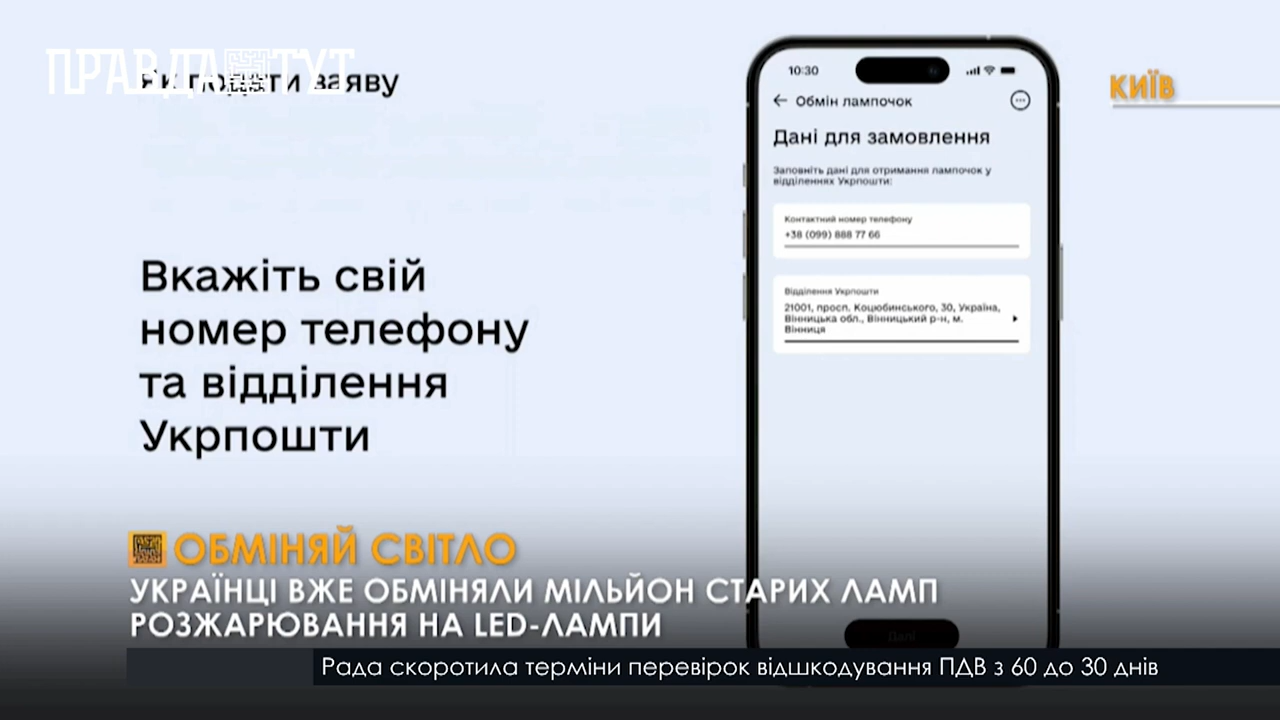 ПРАВДА ТУТ
Як подати заяву
КИЇВ
Вкажіть свій
номер телефону
та відділення
Укрпошти
10:30
Обмін лампочок
Дані для замовлення
Заповніть дані для отримання лампочок у
відділеннях Укрпошти:
Контактний номер телефону
+38 (099) 888 77 66
Відділення Укрпошти
21001, просп. Коцюбинського, 30, Україна,
Вінницька обл., Вінницький р-н, м.
Вінниця
Далі
ОБМІНЯЙ СВІТЛО
УКРАЇНЦІ ВЖЕ ОБМІНЯЛИ МІЛЬЙОН СТАРИХ ЛАМП
РОЗЖАРЮВАННЯ НА LED-ЛАМПИ
Рада скоротила терміни перевірок відшкодування ПДВ з 60 до 30 днів